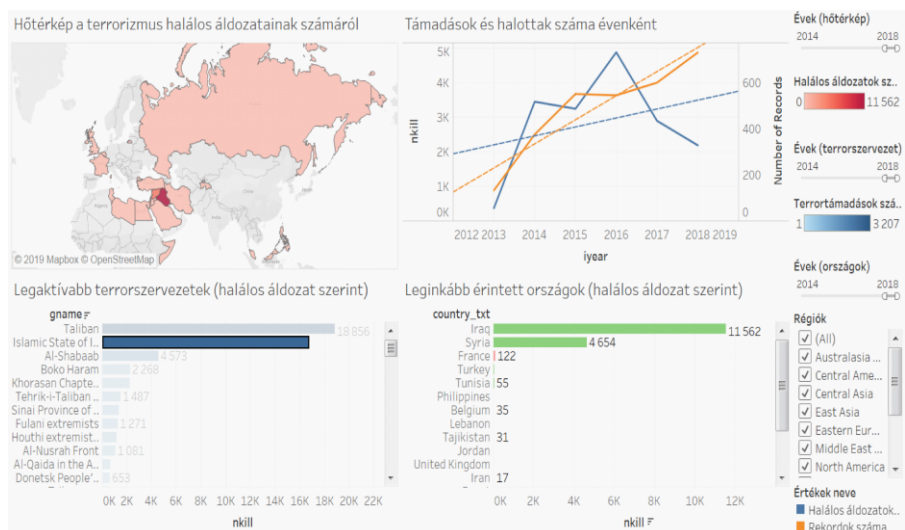 Hőtérkép a terrorizmus halálos áldozatainak számáról
© 2019 Mapbox © OpenStreetMap
Támadások és halottak száma évenként
nkill
5K
4K
3K
2K
1K
0K
600
400
200
0
Number of Records
2012 2013 2014 2015 2016 2017 2018 2019
iyear
Évek (hőtérkép)
2014 2018
Halálos áldozatok sz..
0 11 562
Évek (terrorszervezet)
2014 2018
Terrortámadások szá..
1 3 207
Évek (országok)
2014 2018
Régiók
(All)
Australasia ...
Central Ame...
Central Asia
East Asia
Eastern Eur...
Middle East ...
North America
Értékek neve
Halálos áldozatok..
Rekordok száma
Legaktívabb terrorszervezetek (halálos áldozat szerint)
gname
Taliban 18 856
Islamic State of I...
Al-Shabaab 4 573
Boko Haram 2 268
Khorasan Chapte...
Tehrik-i-Taliban .. 1 487
Sinai Province of ..
Fulani extremists 1 271
Houthi extremist..
Al-Nusrah Front 1 081
Al-Qaida in the A...
Donetsk People'.. 653
0K 2K 4K 6K 8K 10K 12K 14K 16K 18K 20K 22K
nkill
Leginkább érintett országok (halálos áldozat szerint)
country_txt
Iraq 11 562
Syria 4 654
France 122
Turkey
Tunisia 55
Philippines
Belgium 35
Lebanon
Tajikistan 31
Jordan
United Kingdom
Iran 17
0K 2K 4K 6K 8K 10K 12K
nkill